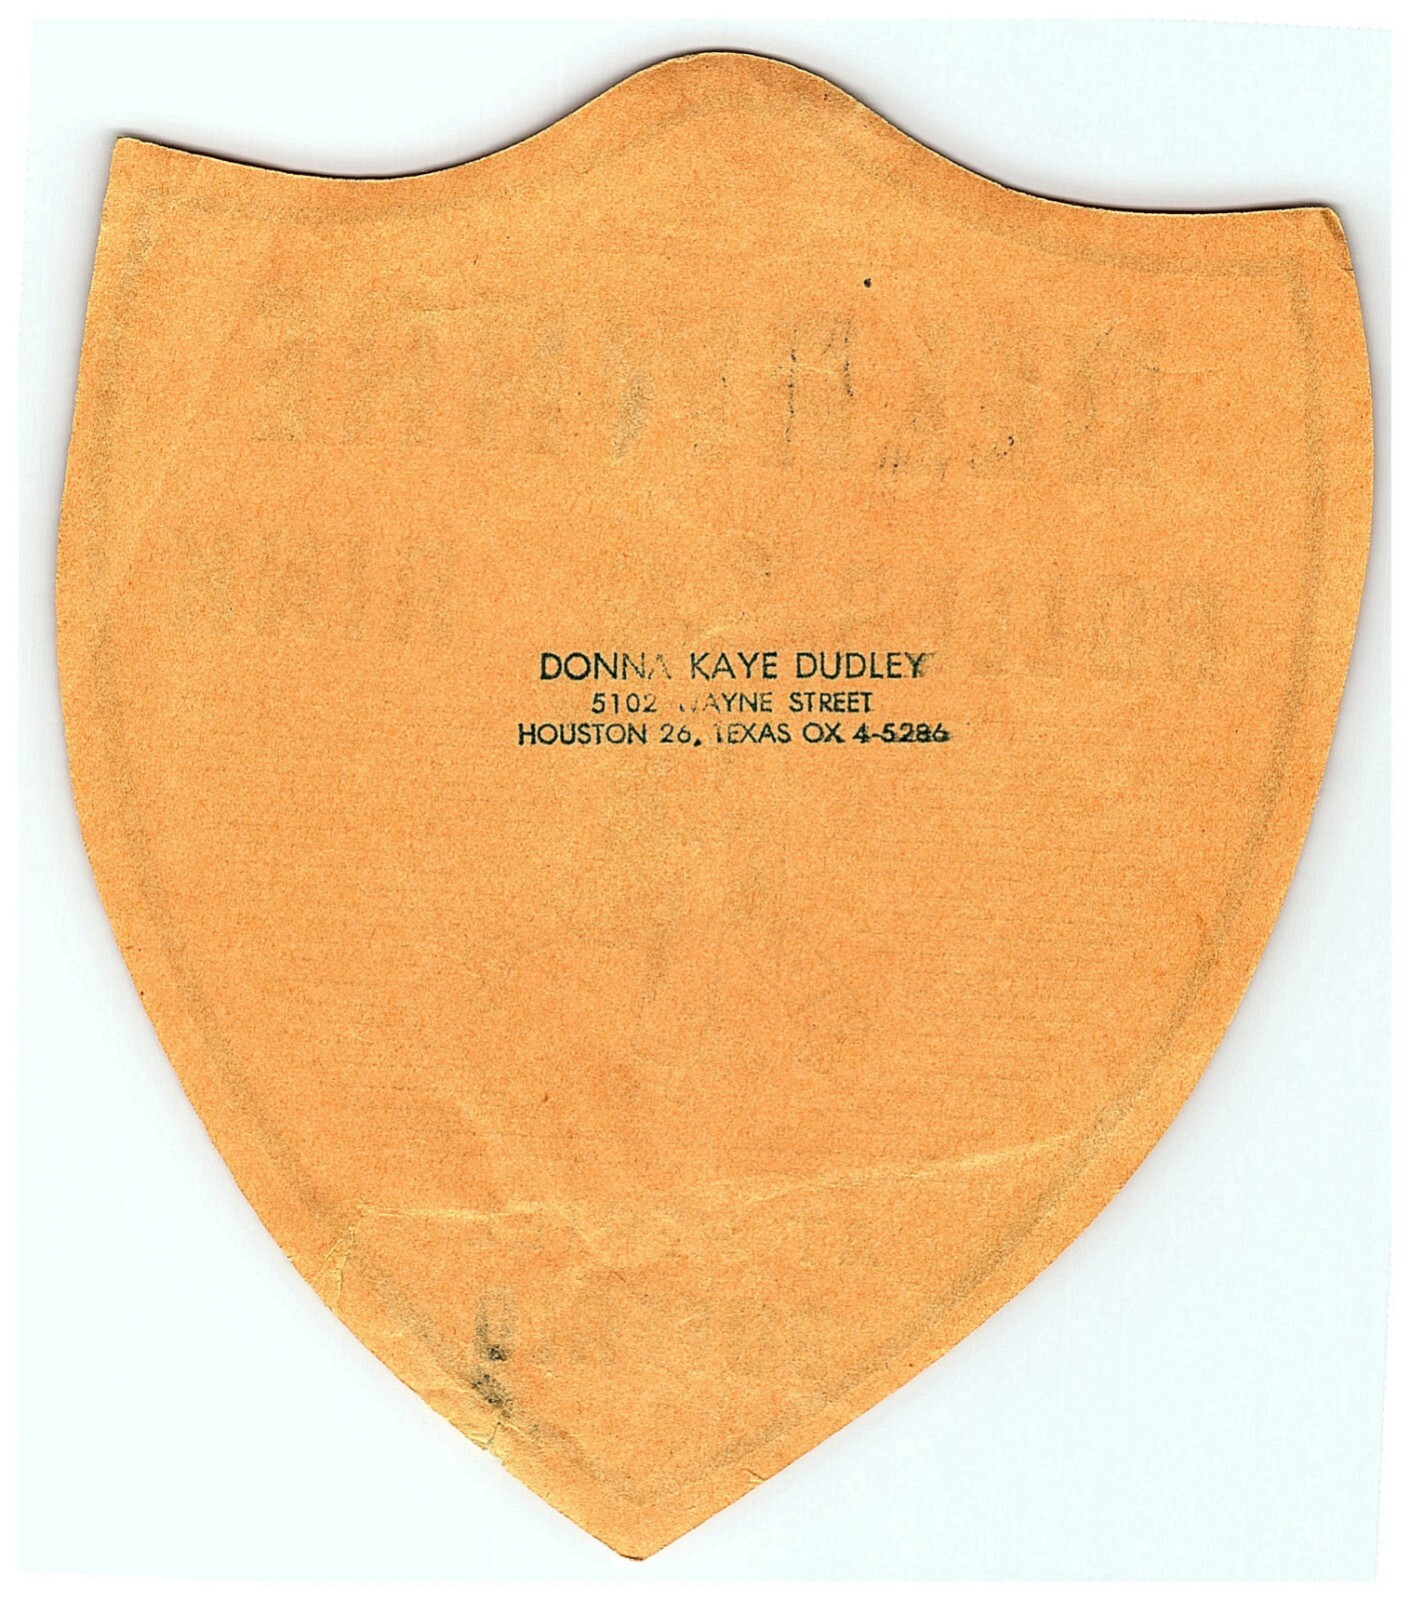 DONNA KAYE DUDLEY
5102 WAYNE STREET
HOUSTON 26, TEXAS OX 4-5286